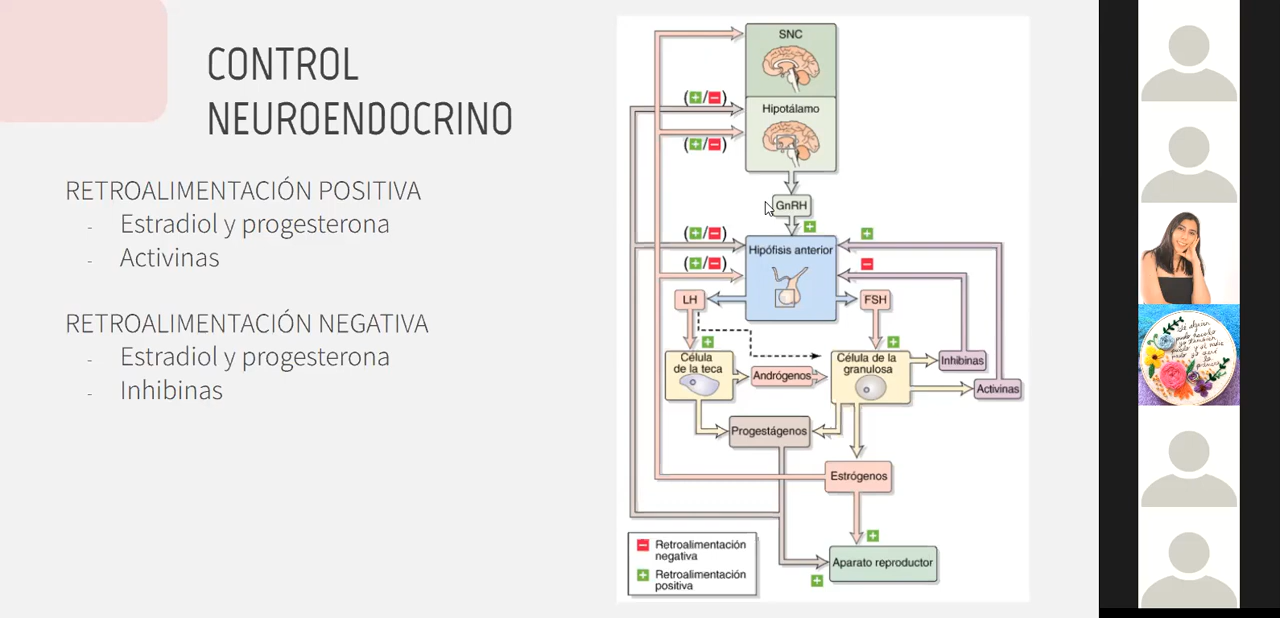 CONTROL
NEUROENDOCRINO
RETROALIMENTACIÓN POSITIVA
- Estradiol y progesterona
- Activinas
RETROALIMENTACIÓN NEGATIVA
- Estradiol y progesterona
- Inhibinas
SNC
(+/−)
Hipotálamo
(+/−)
GnRH
+
(+/−)
+
Hipófisis anterior
(+/−)
−
LH
FSH
+
+
Célula
de la teca
Andrógenos
Célula de la
granulosa
Inhibinas
Activinas
Progestágenos
Estrógenos
+
− Retroalimentación
negativa
+ Retroalimentación
positiva
Aparato reproductor
+